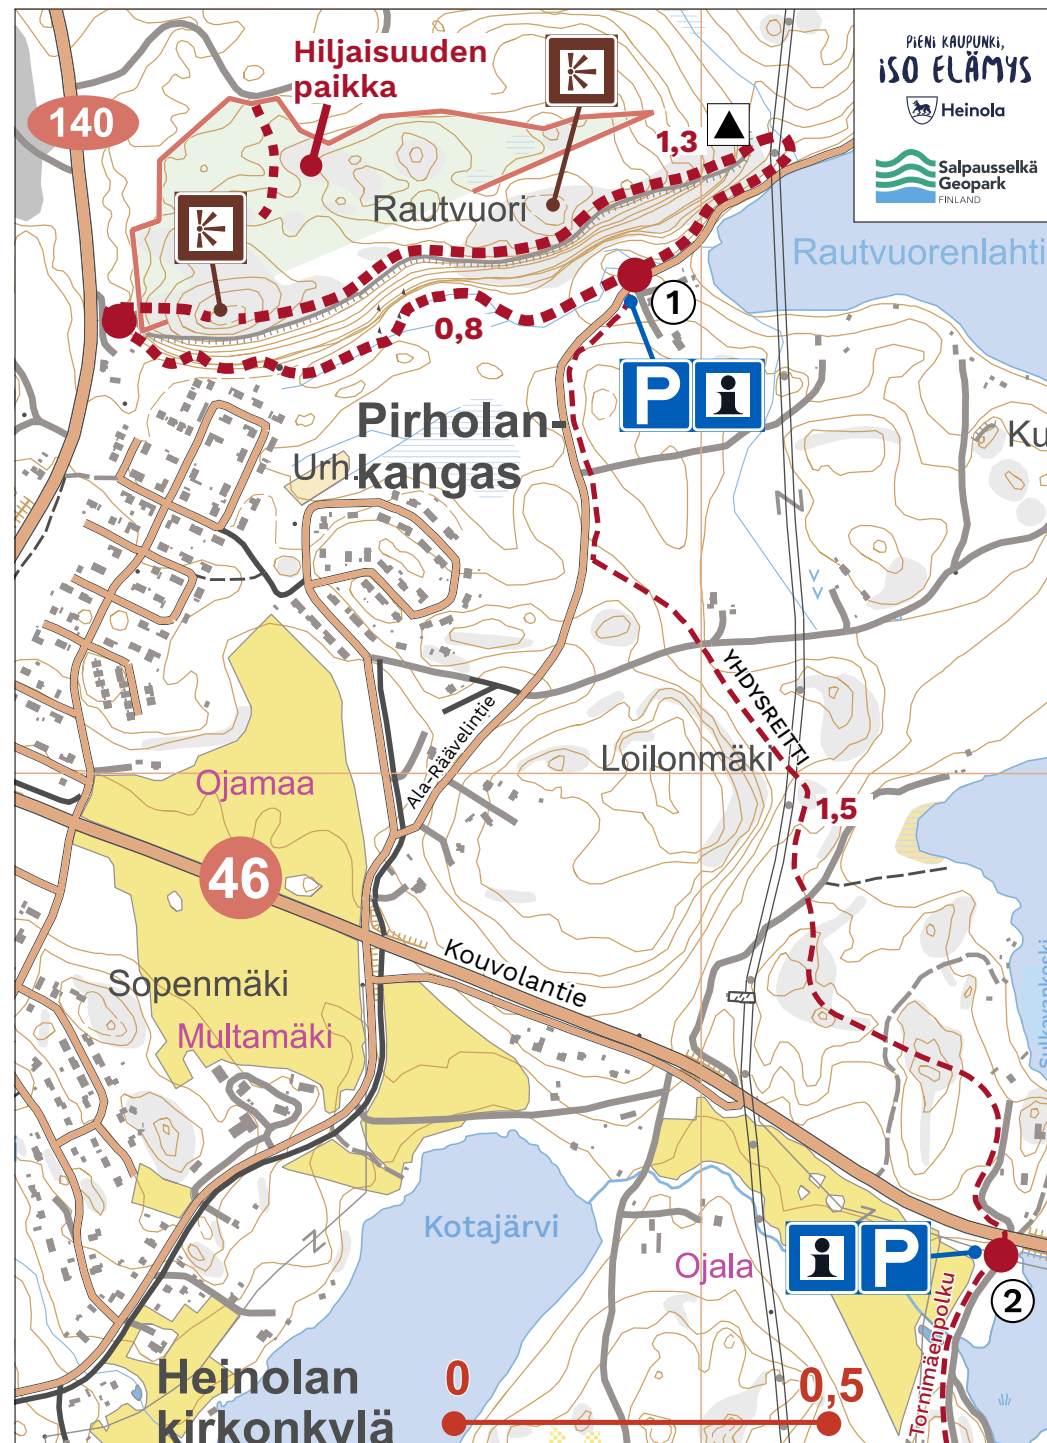 PIENI KAUPUNKI,
ISO ELÄMYS
Heinola
Salpausselkä
Geopark
FINLAND
Hiljaisuuden
paikka
140
1,3
Rautvuori
Rautvuorenlahti
1
0,8
P
i
Pirholan-
kangas
Urh.
Ku
YHDYSREITTI
Loilonmäki
Ala-Räävelintie
Ojamaa
1,5
46
Kouvolantie
Sopenmäki
Multamäki
Sulkavankoski
Kotajärvi
Ojala
i
P
2
Tornimäenpolku
Heinolan
kirkonkylä
0
0,5